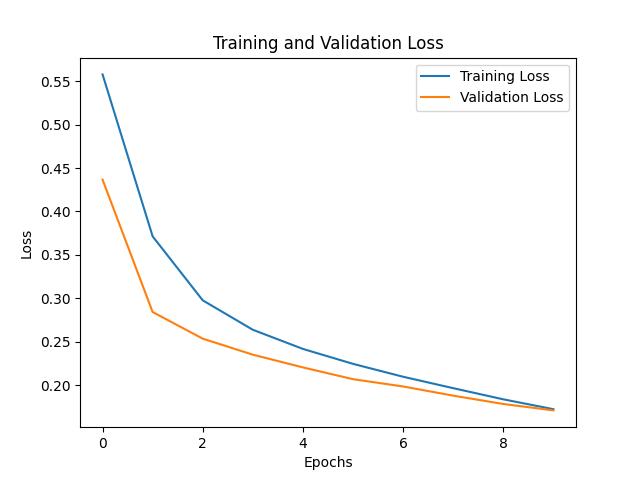 Training and Validation Loss
Training Loss
Validation Loss
0.55
0.50
0.45
0.40
0.35
0.30
0.25
0.20
Loss
0 2 4 6 8
Epochs